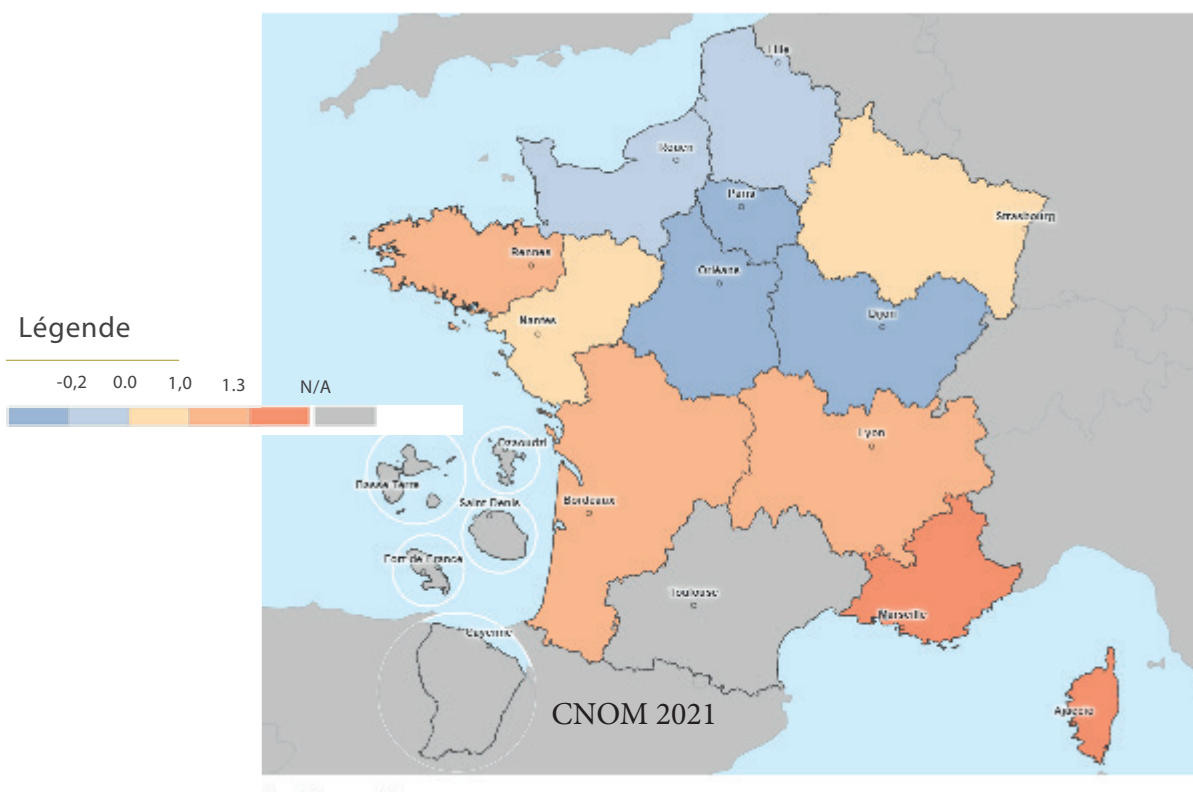 Lille
Rouen
Paris
Strasbourg
Rennes
Orléans
Dijon
Nantes
Légende
-0,2 0.0 1,0 1.3 N/A
Lyon
Dzaoudzi
Basse Terre
Saint Denis
Bordeaux
Fort de France
Toulouse
Marseille
Cayenne
CNOM 2021
Ajaccio